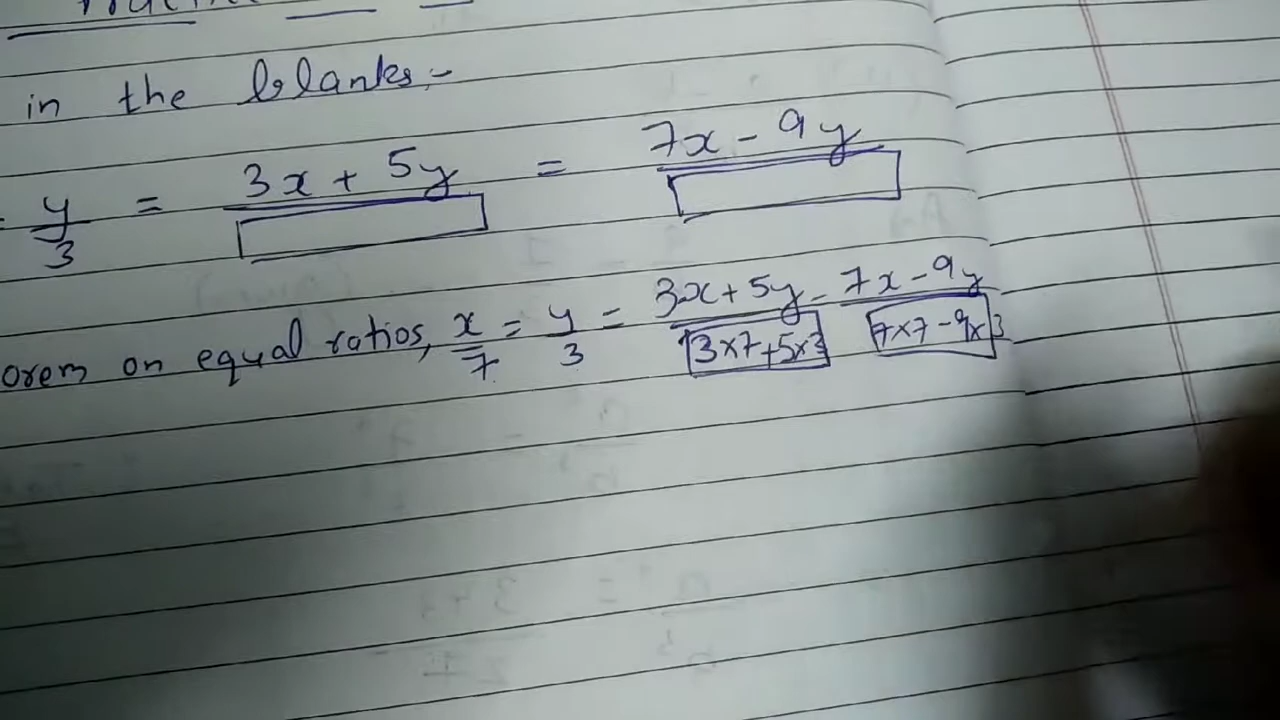 in the blanks:-
y/3 = 3x + 5y/□ = 7x - 9y/□
orem on equal ratios, x/7 = y/3 = 3x+5y/3×7+5×3 = 7x-9y/7×7-9×3